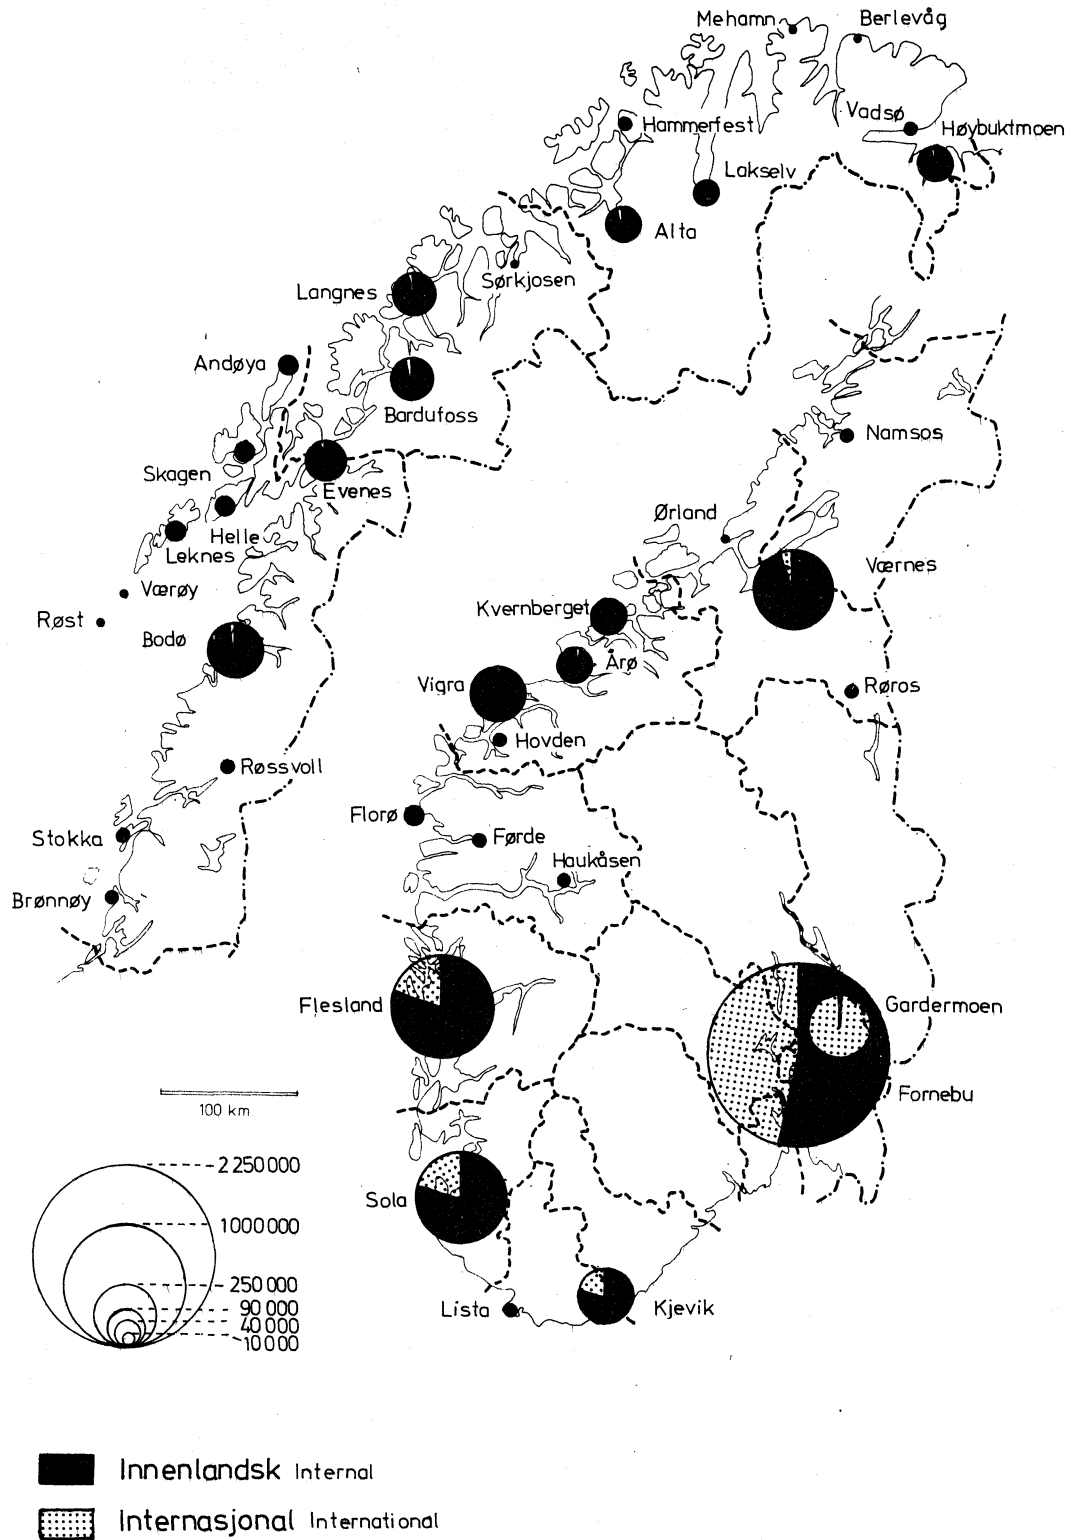 Mehamn
Berlevåg
Vadsø
Hammerfest
Høybuktmoen
Lakselv
Alta
Sørkjosen
Langnes
Andøya
Bardufoss
Skagen
Evenes
Helle
Leknes
Værøy
Røst
Bodø
Røssvoll
Stokka
Brønnøy
Namsos
Ørland
Værnes
Kvernberget
Årø
Vigra
Røros
Hovden
Florø
Førde
Haukåsen
Flesland
Gardermoen
Fornebu
Sola
Lista
Kjevik
100 km
2 250 000
1000 000
250 000
90 000
40 000
10 000
Innenlandsk Internal
Internasjonal International